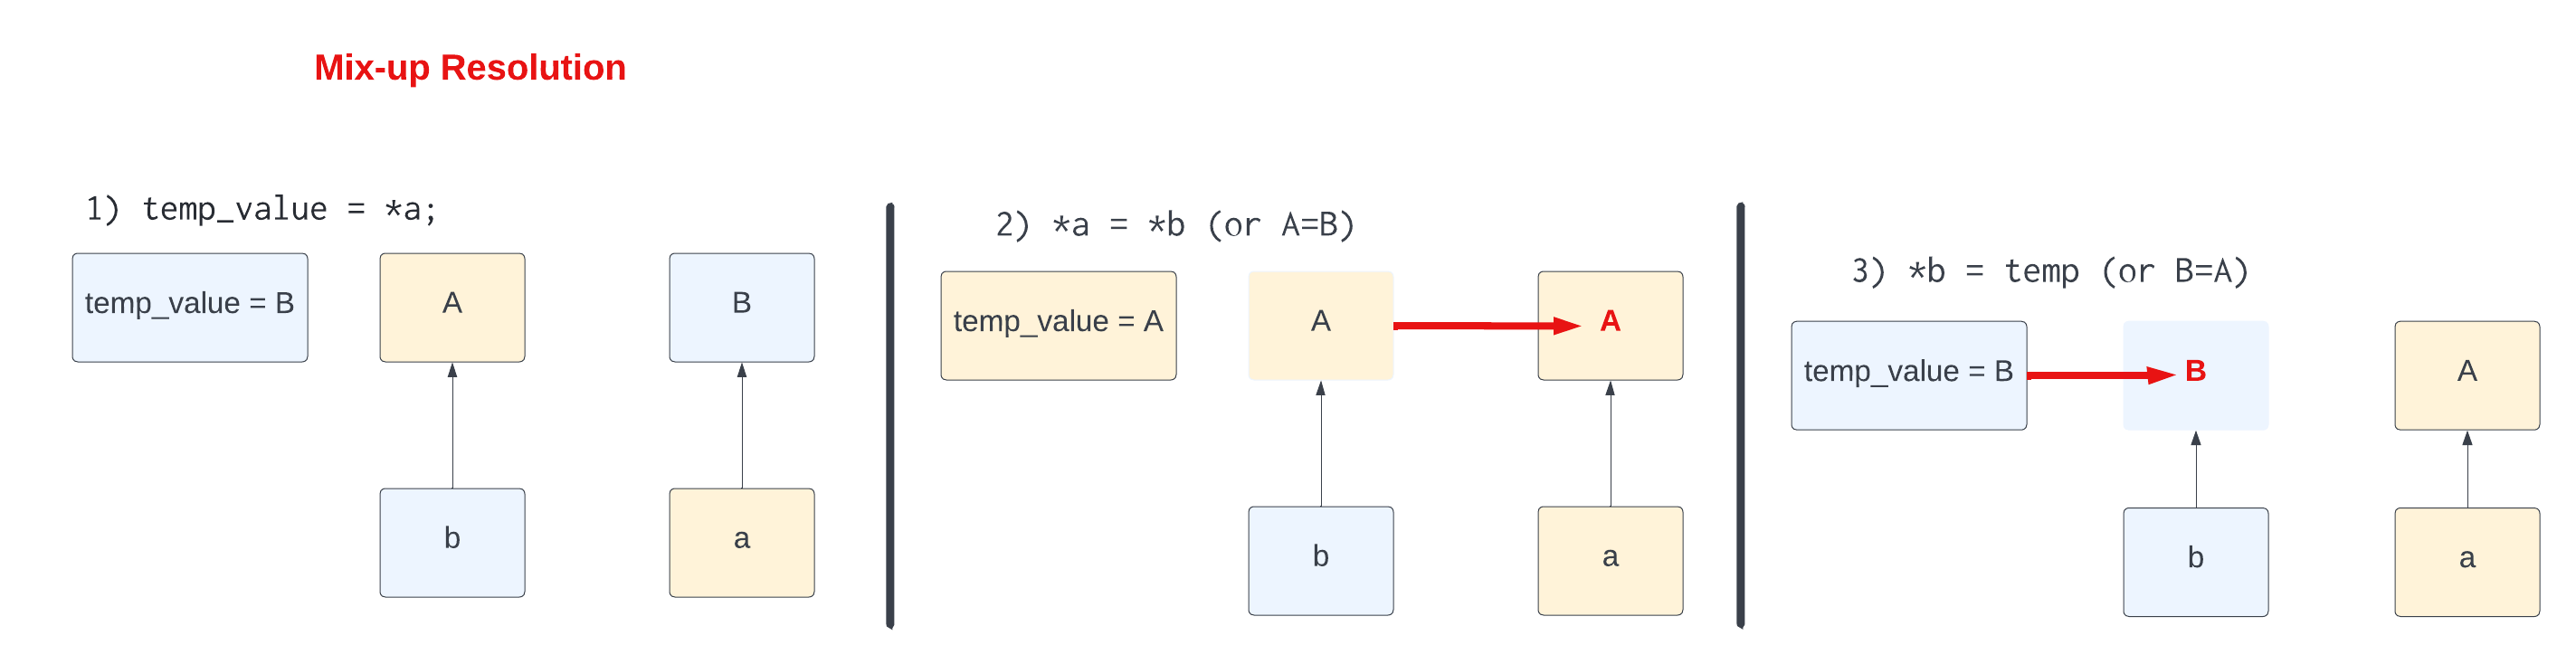 Mix-up Resolution
1) temp_value = *a;
temp_value = B
A
B
b
a
2) *a = *b (or A=B)
temp_value = A
A
A
b
a
3) *b = temp (or B=A)
temp_value = B
B
A
b
a